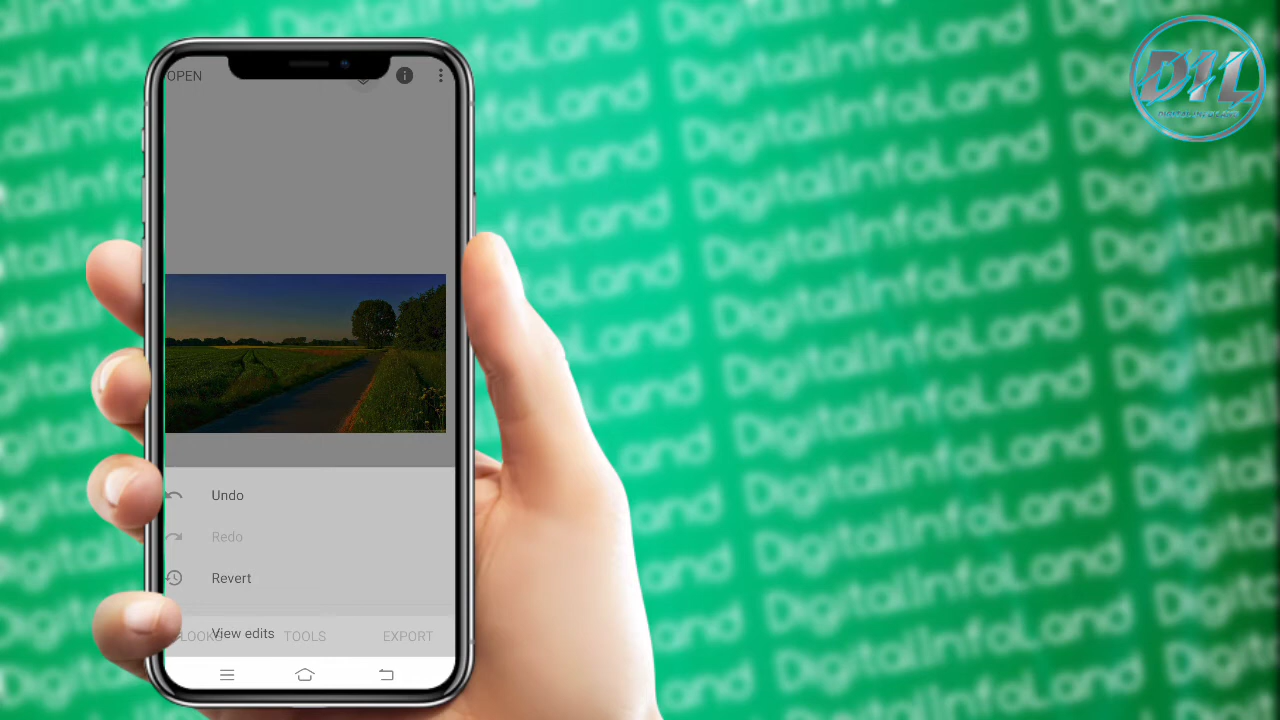 OPEN
Undo
Redo
Revert
View edits
LOOKS TOOLS EXPORT
DIL
DigitalInfoLand